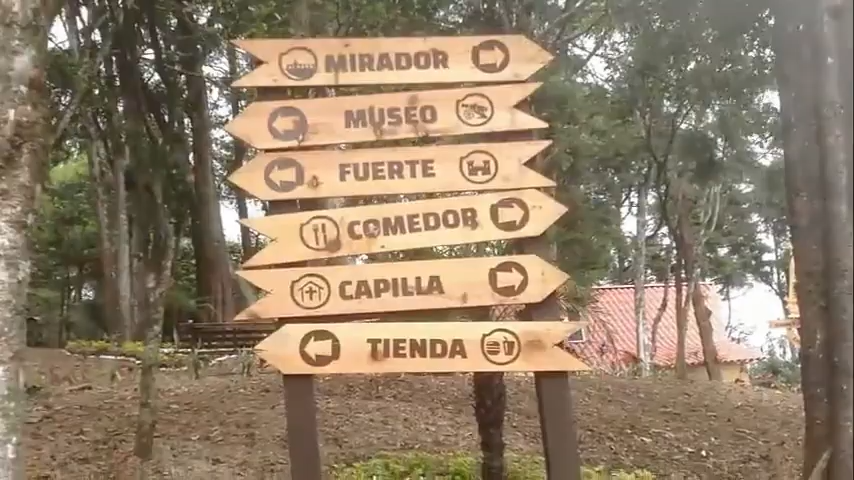 MIRADOR
MUSEO
FUERTE
COMEDOR
CAPILLA
TIENDA